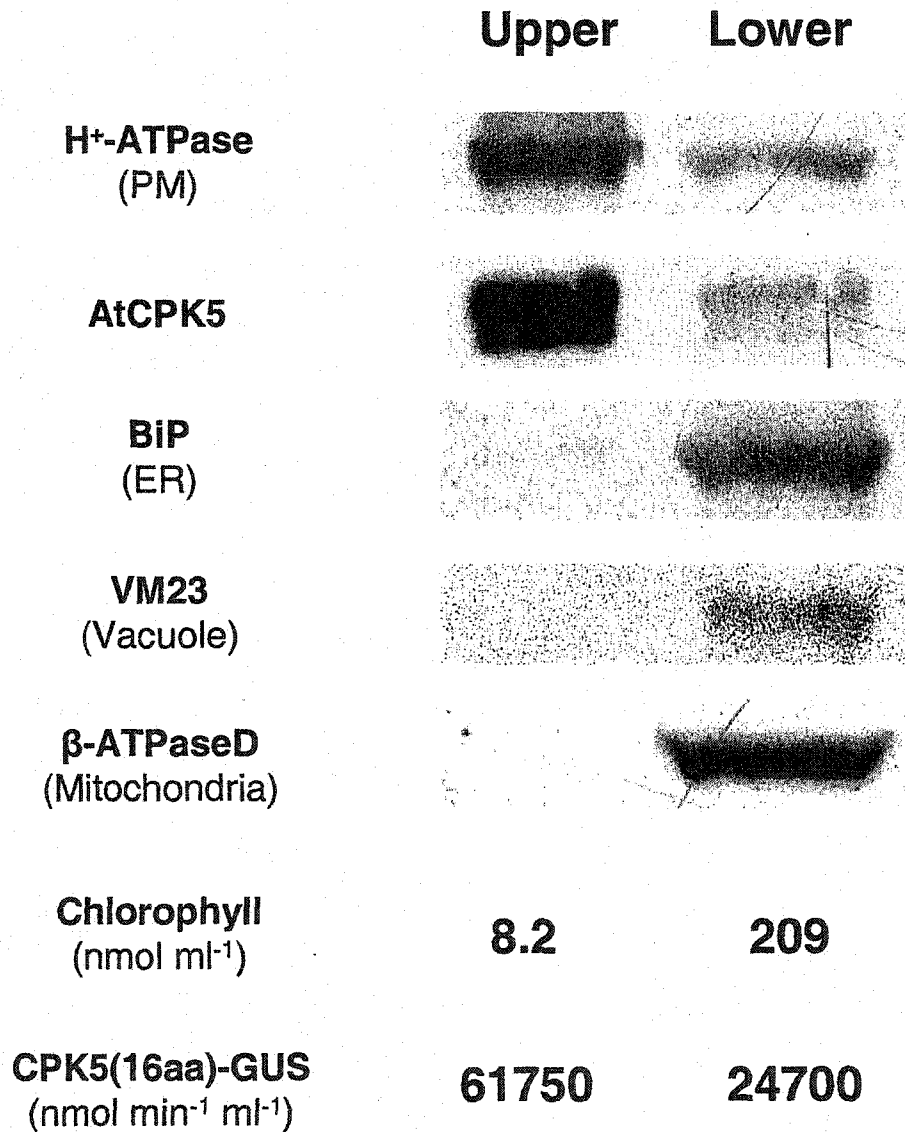 Upper Lower
H⁺-ATPase
(PM)
AtCPK5
BiP
(ER)
VM23
(Vacuole)
β-ATPaseD
(Mitochondria)
Chlorophyll
(nmol ml⁻¹)
8.2 209
CPK5(16aa)-GUS
(nmol min⁻¹ ml⁻¹)
61750 24700